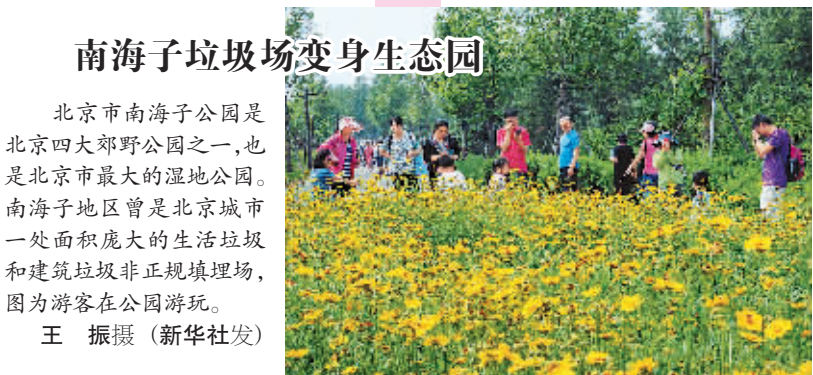 南海子垃圾场变身生态园
北京市南海子公园是
北京四大郊野公园之一,也
是北京市最大的湿地公园。
南海子地区曾是北京城市
一处面积庞大的生活垃圾
和建筑垃圾非正规填埋场，
图为游客在公园游玩。
王　振摄（新华社发）